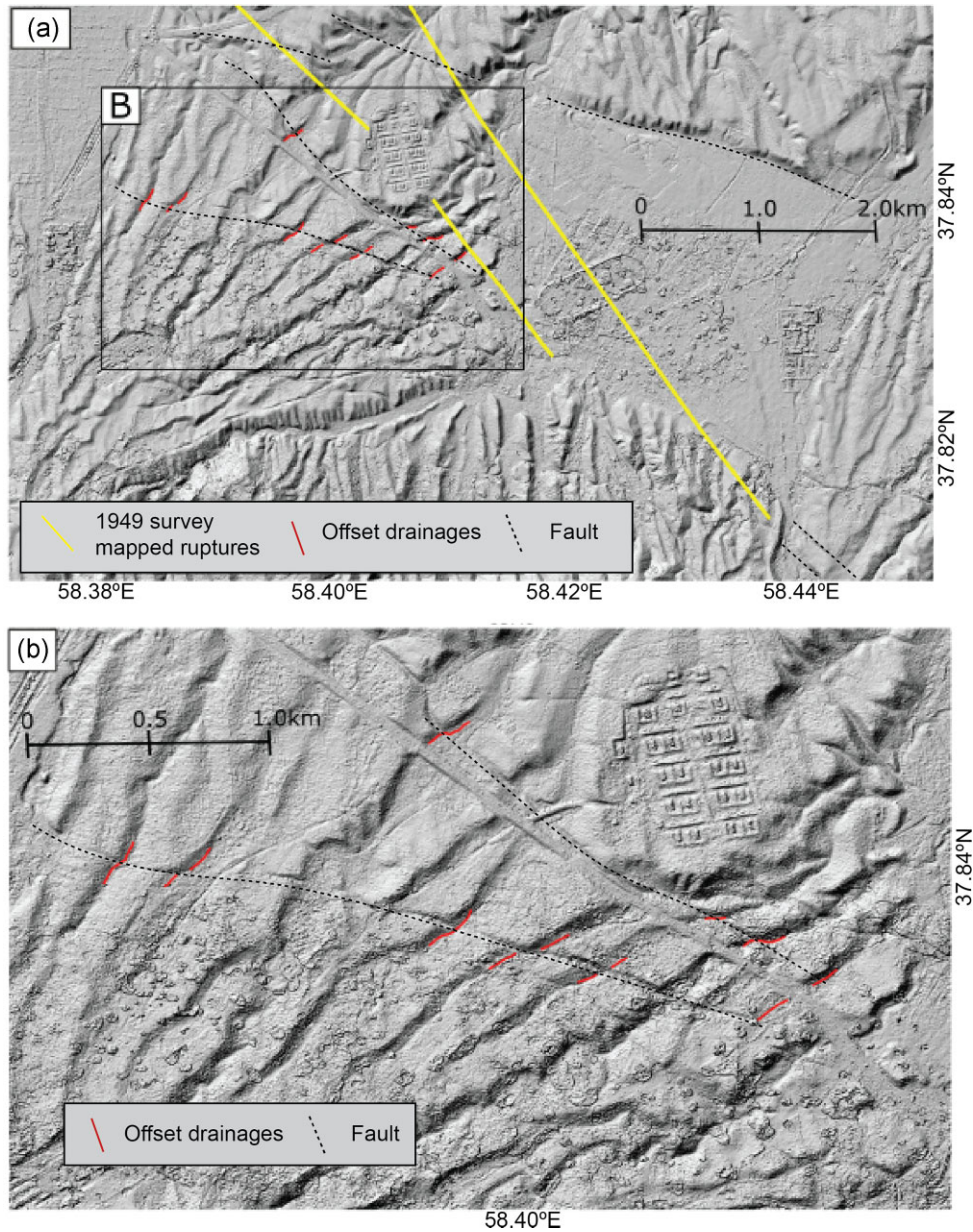 (a)
B
0 1.0 2.0km
37.84ºN
37.82ºN
1949 survey
mapped ruptures
Offset drainages
Fault
58.38ºE 58.40ºE 58.42ºE 58.44ºE
(b)
0 0.5 1.0km
37.84ºN
Offset drainages
Fault
58.40ºE